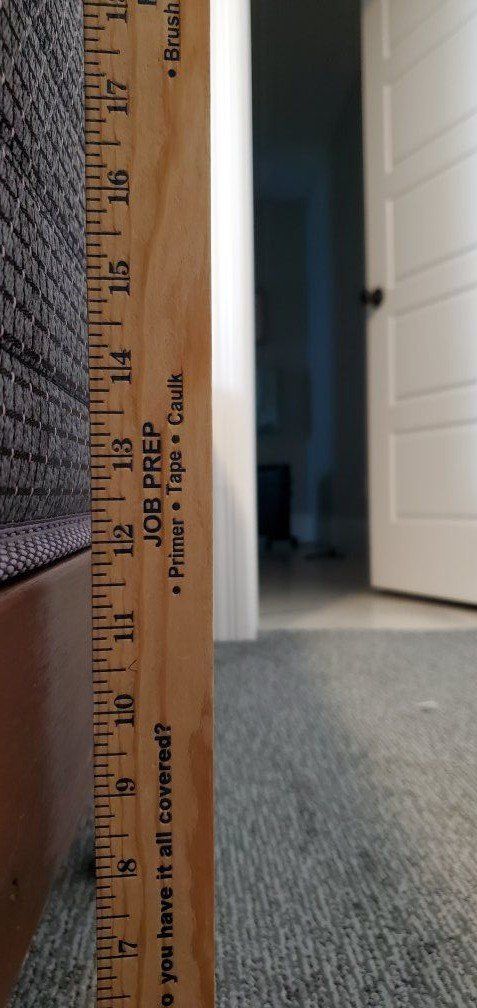 7 8 9 10 11 12 13 14 15 16 17
o you have it all covered?
JOB PREP
• Primer • Tape • Caulk
• Brush